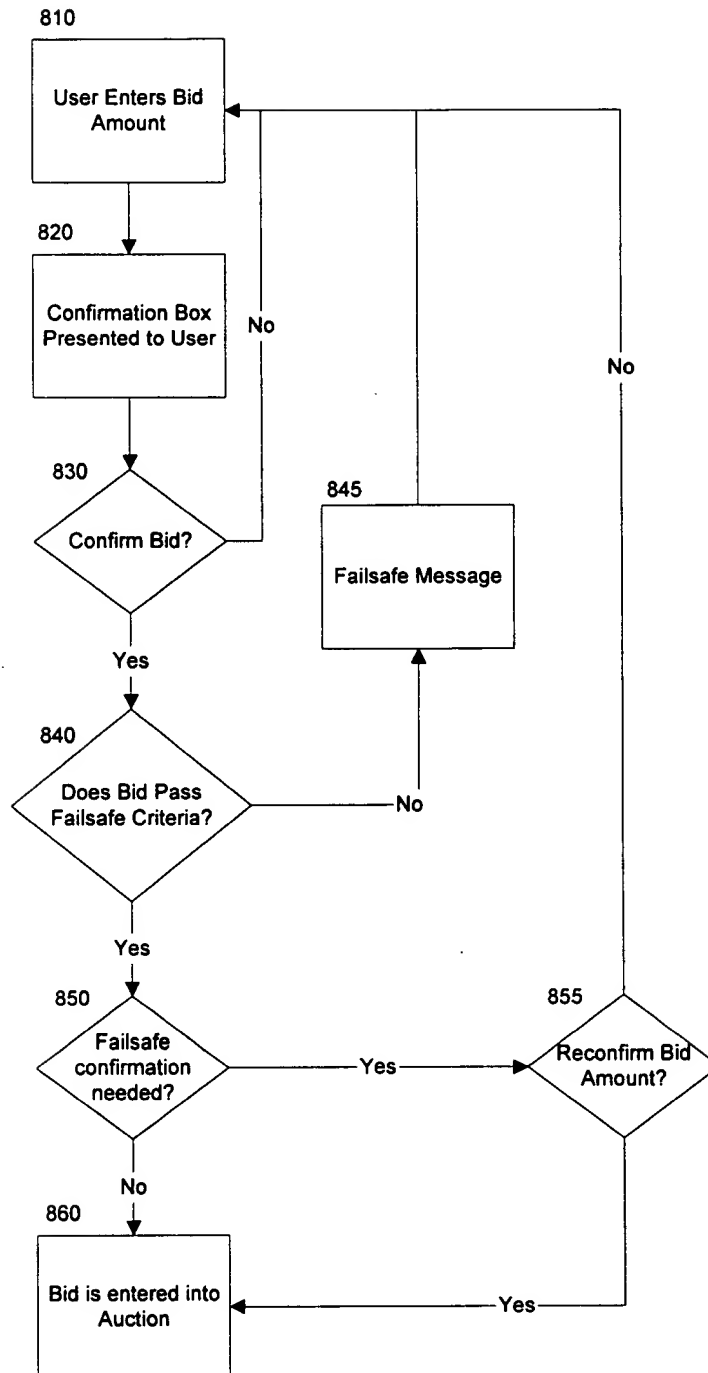 810
User Enters Bid
Amount
820
Confirmation Box
Presented to User
No
No
830
Confirm Bid?
845
Failsafe Message
Yes
840
Does Bid Pass
Failsafe Criteria?
No
Yes
850
Failsafe
confirmation
needed?
Yes
855
Reconfirm Bid
Amount?
No
860
Bid is entered into
Auction
Yes